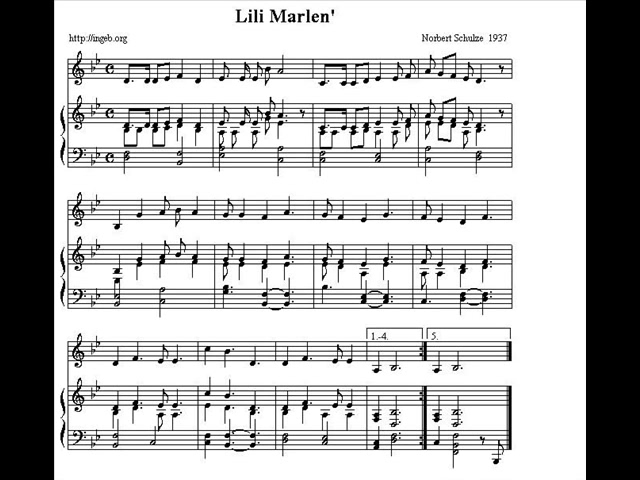 Lili Marlen'
http://ingeb.org
Norbert Schulze 1937
1.-4.
5.